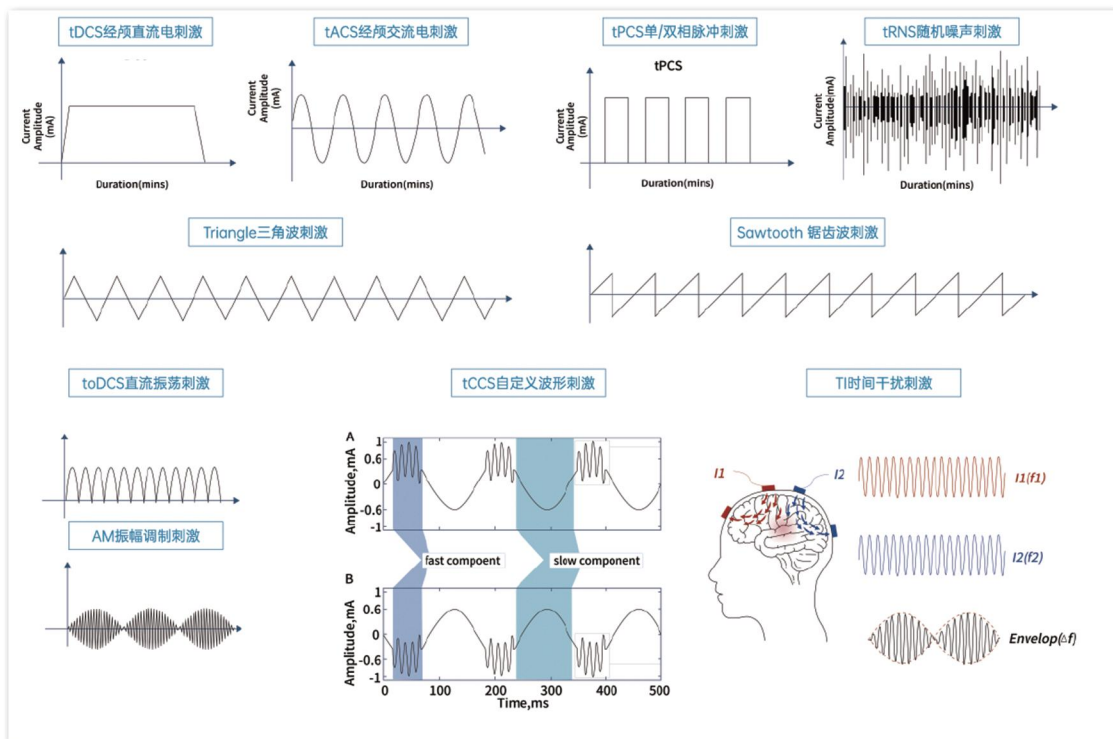 tDCS经颅直流电刺激
tACS经颅交流电刺激
tPCS单/双相脉冲刺激
tRNS随机噪声刺激
Current
Amplitude
(mA)
Duration(mins)
Current
Amplitude
(mA)
Duration(mins)
tPCS
Current
Amplitude
(mA)
Duration(mins)
Current
Amplitude(mA)
Duration(mins)
Triangle三角波刺激
Sawtooth 锯齿波刺激
toDCS直流振荡刺激
tCCS自定义波形刺激
TI时间干扰刺激
AM振幅调制刺激
A
Amplitude,mA
1
0.6
0
-0.6
-1
fast compoent
slow component
B
Amplitude,mA
1
0.6
0
-0.6
-1
0
100
200
300
400
500
Time,ms
I1
I2
I1(f1)
I2(f2)
Envelop(Δf)